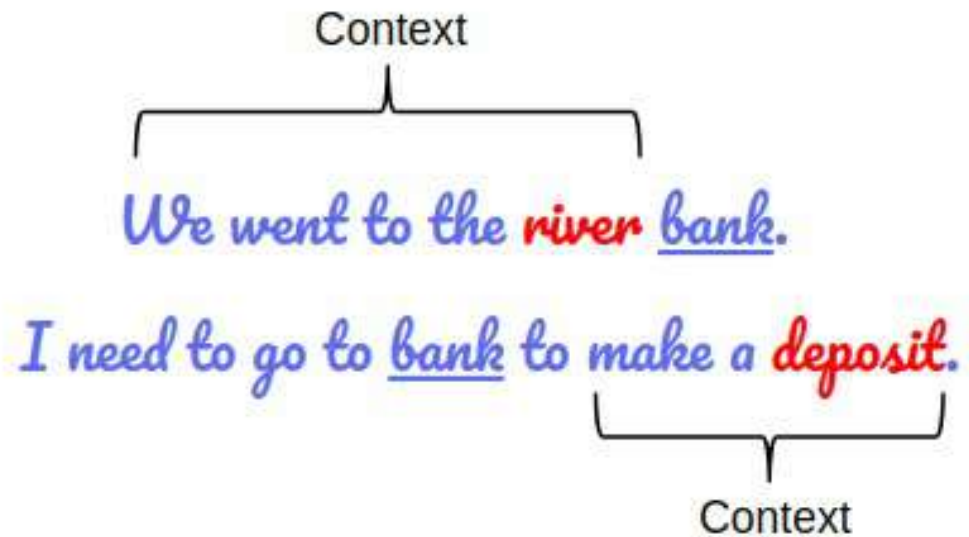 Context
We went to the river bank.
I need to go to bank to make a deposit.
Context